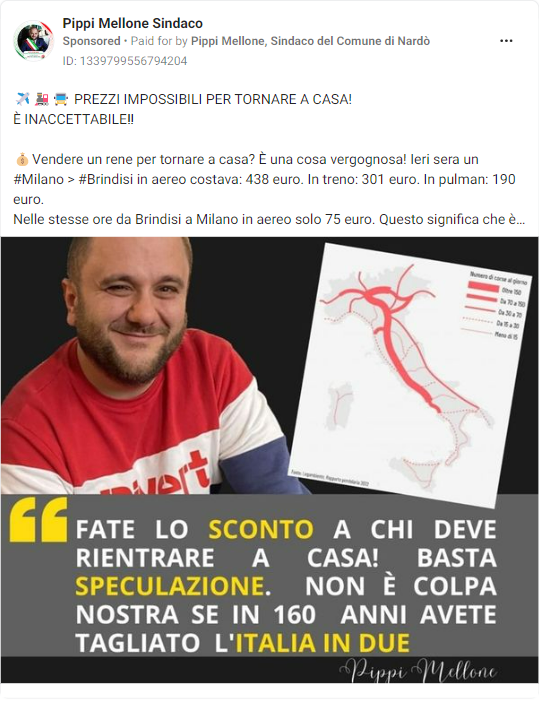 Pippi Mellone Sindaco
Sponsored • Paid for by Pippi Mellone, Sindaco del Comune di Nardò
ID: 1339799556794204
✈️ 🚂 🚍 PREZZI IMPOSSIBILI PER TORNARE A CASA!
È INACCETTABILE!!
💰Vendere un rene per tornare a casa? È una cosa vergognosa! Ieri sera un
#Milano > #Brindisi in aereo costava: 438 euro. In treno: 301 euro. In pulman: 190
euro.
Nelle stesse ore da Brindisi a Milano in aereo solo 75 euro. Questo significa che è…
Numero di corse al giorno
Oltre 150
Da 70 a 150
Da 30 a 70
Da 15 a 30
Meno di 15
Fonte: Legambiente, Rapporto pendolaria
FATE LO SCONTO A CHI DEVE
RIENTRARE A CASA! BASTA
SPECULAZIONE. NON È COLPA
NOSTRA SE IN 160 ANNI AVETE
TAGLIATO L'ITALIA IN DUE
Pippi Mellone